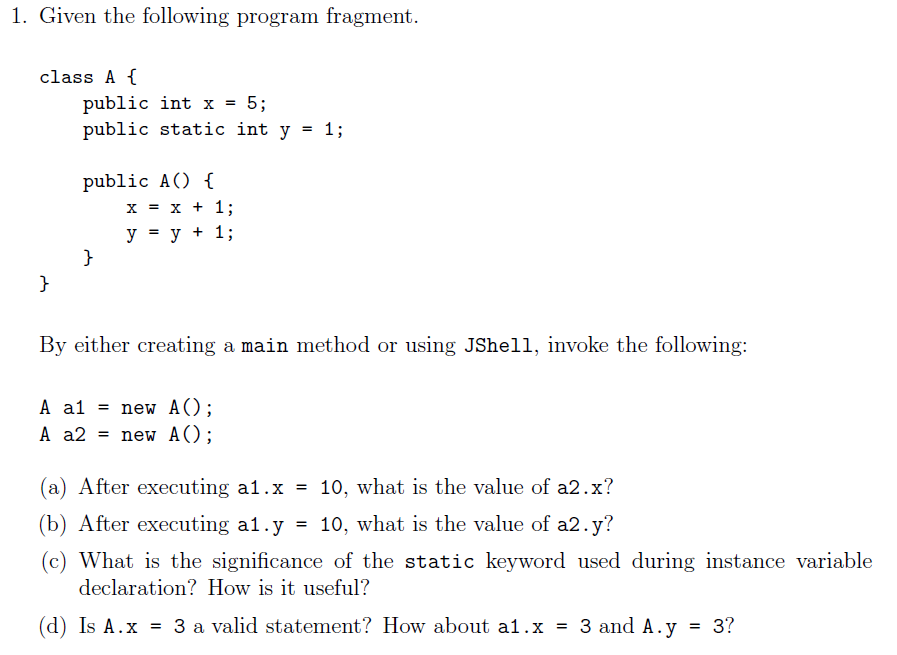 1. Given the following program fragment.
class A {
public int x = 5;
public static int y = 1;
public A() {
x = x + 1;
y = y + 1;
}
}
By either creating a main method or using JShell, invoke the following:
A a1 = new A();
A a2 = new A();
(a) After executing a1.x = 10, what is the value of a2.x?
(b) After executing a1.y = 10, what is the value of a2.y?
(c) What is the significance of the static keyword used during instance variable
declaration? How is it useful?
(d) Is A.x = 3 a valid statement? How about a1.x = 3 and A.y = 3?